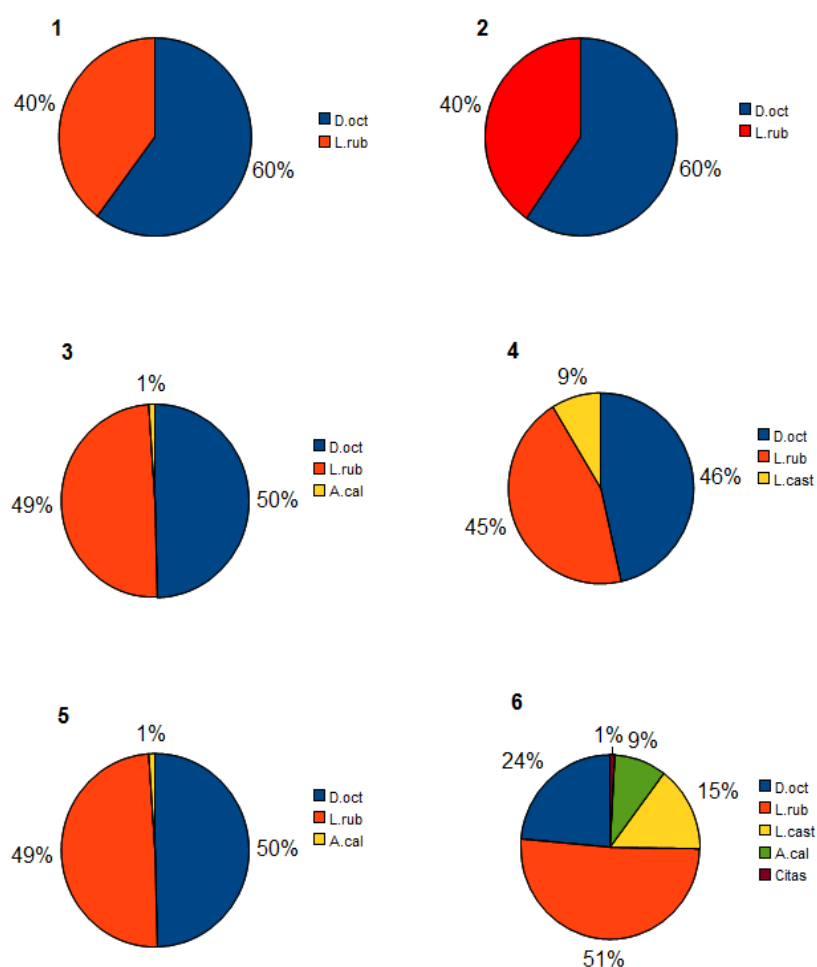 1
40%
60%
D.oct
L.rub
2
40%
60%
D.oct
L.rub
3
1%
49%
50%
D.oct
L.rub
A.cal
4
9%
46%
45%
D.oct
L.rub
L.cast
5
1%
49%
50%
D.oct
L.rub
A.cal
6
1%
9%
24%
15%
51%
D.oct
L.rub
L.cast
A.cal
Citas